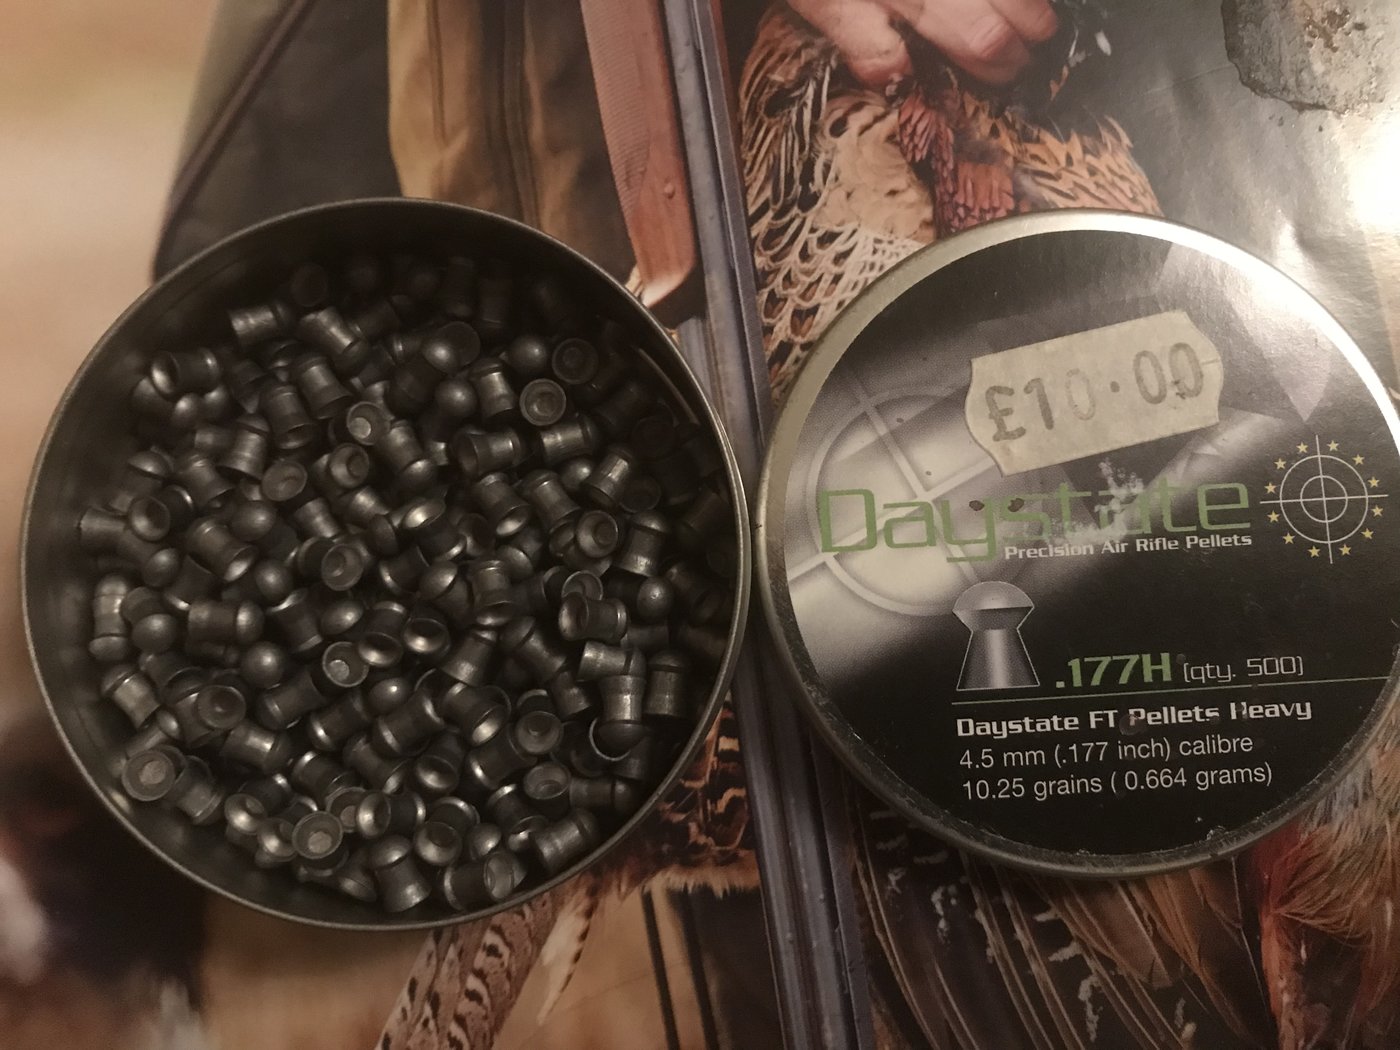 £10.00
Daystate
Precision Air Rifle Pellets
.177H (qty. 500)
Daystate FT Pellets Heavy
4.5 mm (.177 inch) calibre
10.25 grains ( 0.664 grams)